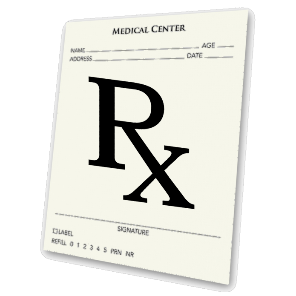 MEDICAL CENTER
NAME AGE
ADDRESS DATE
Rx
SIGNATURE
☐LABEL
REFILL 0 1 2 3 4 5 PRN NR